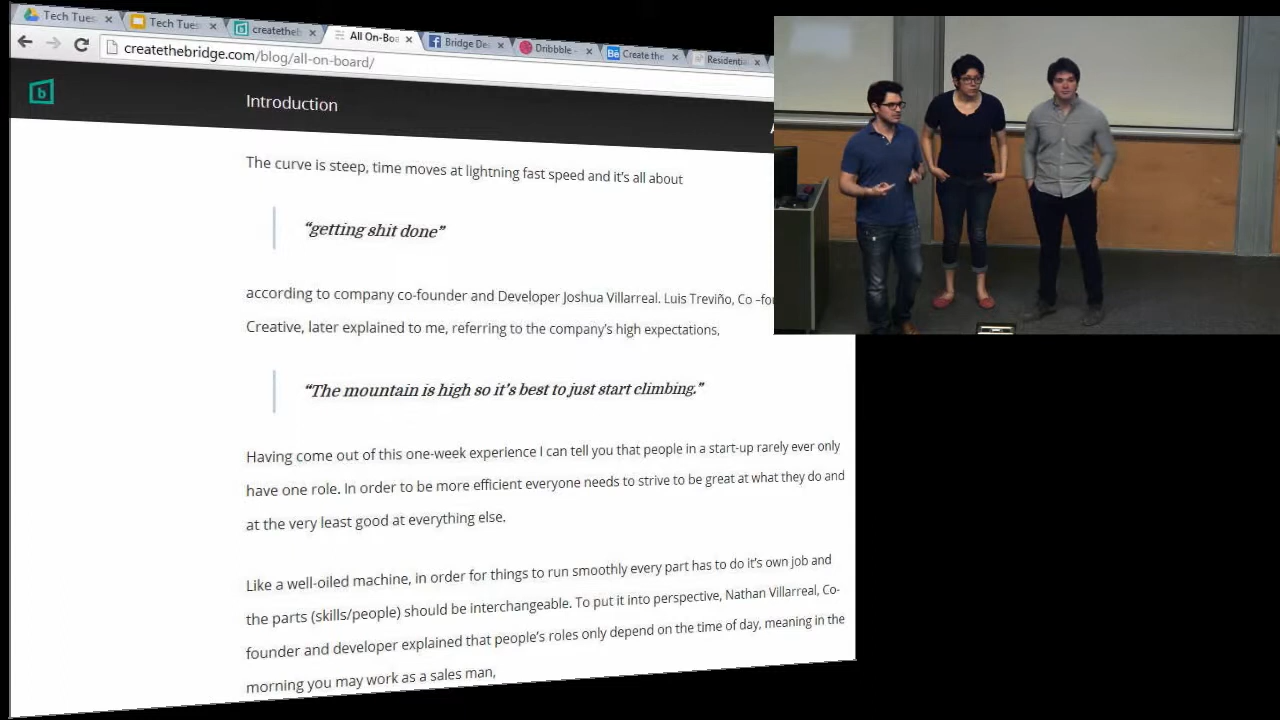 Tech Tues
Tech Tues
createtheb
All On-Boa
Bridge De
Dribbble -
Create the
Residential
createthebridge.com/blog/all-on-board/
b
Introduction
The curve is steep, time moves at lightning fast speed and it's all about
“getting shit done”
according to company co-founder and Developer Joshua Villarreal. Luis Treviño, Co –fo
Creative, later explained to me, referring to the company's high expectations,
“The mountain is high so it's best to just start climbing.”
Having come out of this one-week experience I can tell you that people in a start-up rarely ever only
have one role. In order to be more efficient everyone needs to strive to be great at what they do and
at the very least good at everything else.
Like a well-oiled machine, in order for things to run smoothly every part has to do it's own job and
the parts (skills/people) should be interchangeable. To put it into perspective, Nathan Villarreal, Co-
founder and developer explained that people's roles only depend on the time of day, meaning in the
morning you may work as a sales man,